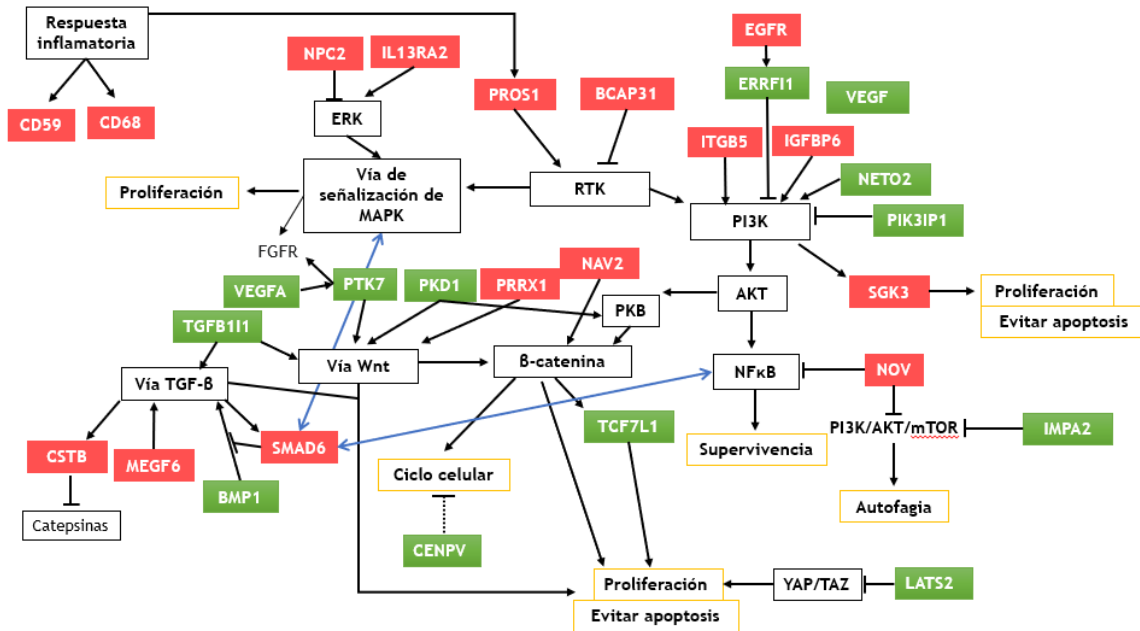 Respuesta
inflamatoria
NPC2
IL13RA2
EGFR
CD59
CD68
PROS1
BCAP31
ERRFI1
VEGF
ERK
ITGB5
IGFBP6
Proliferación
Vía de
señalización de
MAPK
RTK
NETO2
PI3K
PIK3IP1
FGFR
VEGFA
PTK7
PKD1
PRRX1
NAV2
PKB
AKT
SGK3
Proliferación
Evitar apoptosis
TGFB1I1
Vía Wnt
ß-catenina
NFκB
NOV
Vía TGF-ß
TCF7L1
PI3K/AKT/mTOR
IMPA2
CSTB
MEGF6
SMAD6
Supervivencia
BMP1
Ciclo celular
Autofagia
Catepsinas
CENPV
Proliferación
Evitar apoptosis
YAP/TAZ
LATS2